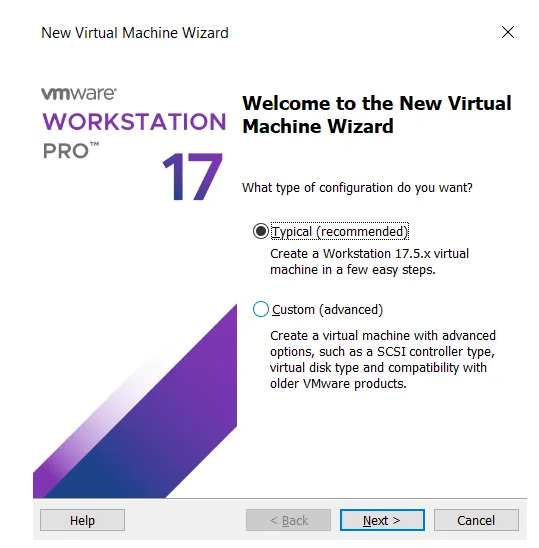 New Virtual Machine Wizard
vmware®
WORKSTATION
PRO™
17
Welcome to the New Virtual
Machine Wizard
What type of configuration do you want?
Typical (recommended)
Create a Workstation 17.5.x virtual
machine in a few easy steps.
Custom (advanced)
Create a virtual machine with advanced
options, such as a SCSI controller type,
virtual disk type and compatibility with
older VMware products.
Help
< Back
Next >
Cancel